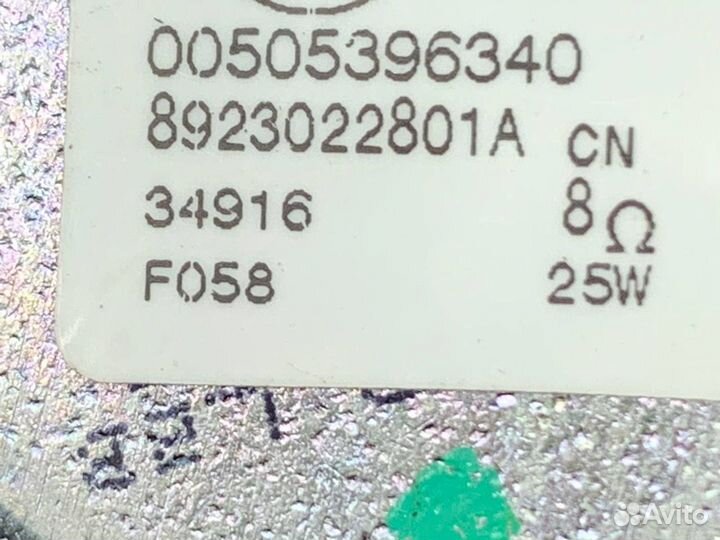 00505396340
8923022801A CN
34916 8Ω
F058 25W
Avito